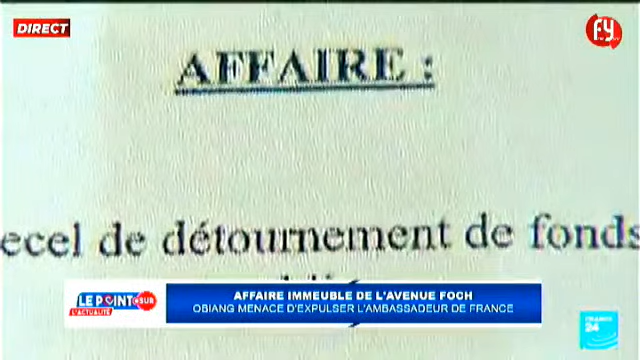 DIRECT
fy
AFFAIRE :
ecel de détournement de fonds
LE POINT SUR
L'ACTUALITÉ
AFFAIRE IMMEUBLE DE L'AVENUE FOCH
OBIANG MENACE D'EXPULSER L'AMBASSADEUR DE FRANCE
FRANCE
24